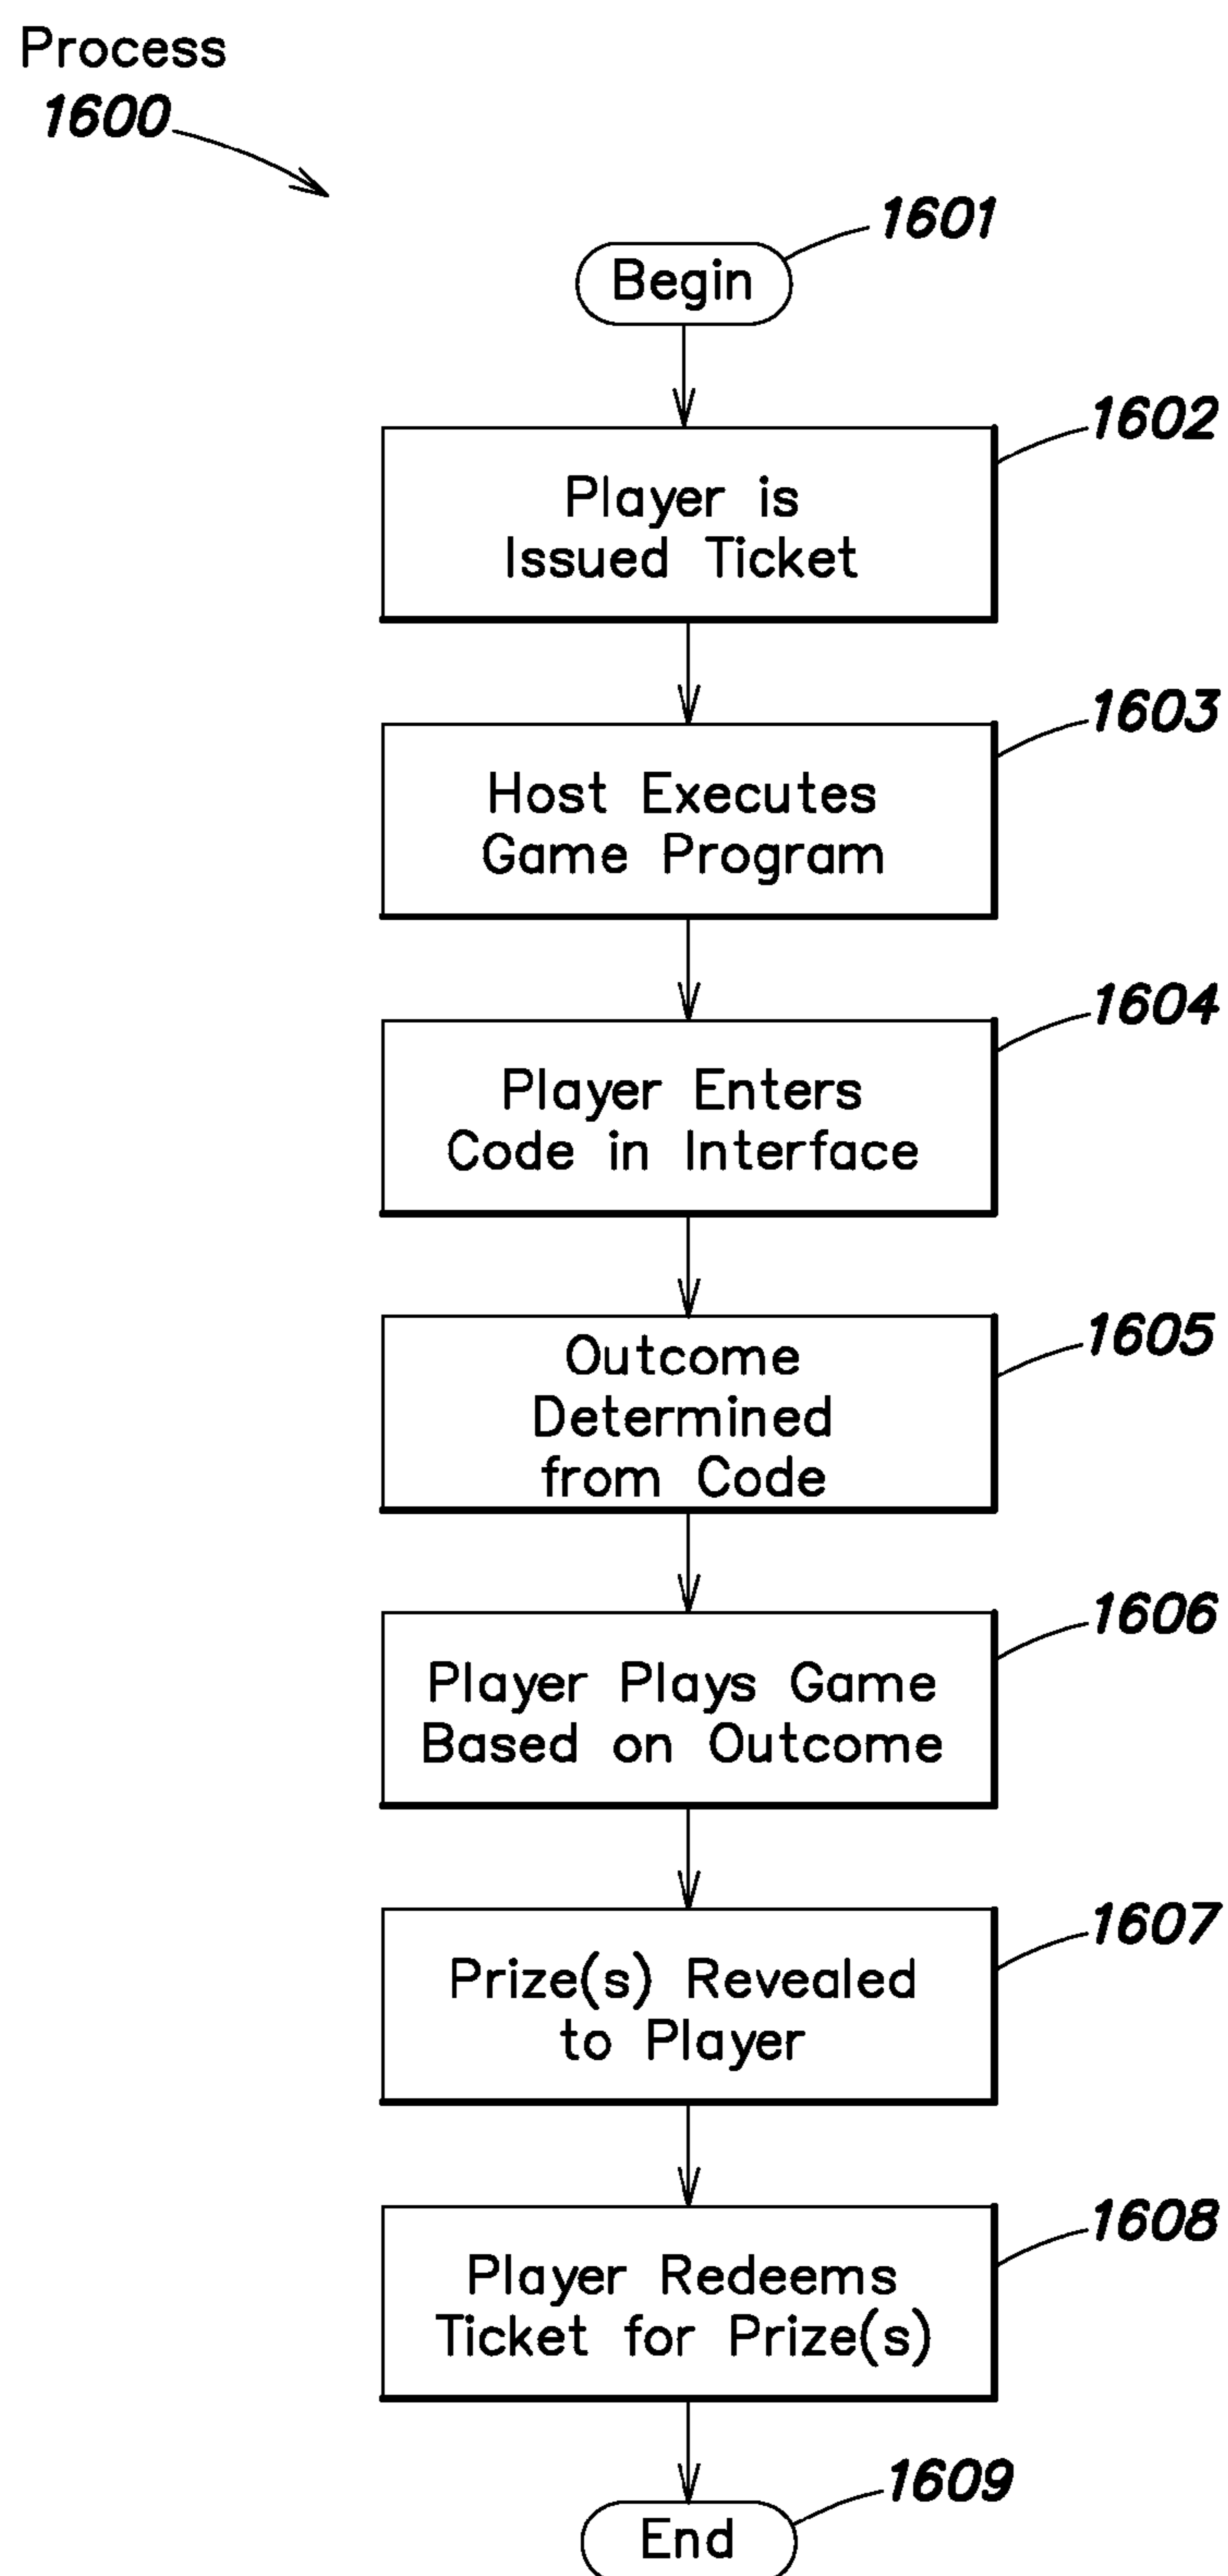 Process
1600
1601
Begin
1602
Player is
Issued Ticket
1603
Host Executes
Game Program
1604
Player Enters
Code in Interface
1605
Outcome
Determined
from Code
1606
Player Plays Game
Based on Outcome
1607
Prize(s) Revealed
to Player
1608
Player Redeems
Ticket for Prize(s)
1609
End